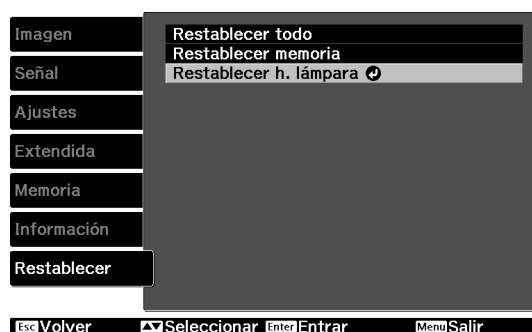 Imagen
Señal
Ajustes
Extendida
Memoria
Información
Restablecer
Restablecer todo
Restablecer memoria
Restablecer h. lámpara
Esc Volver Seleccionar Enter Entrar Menu Salir